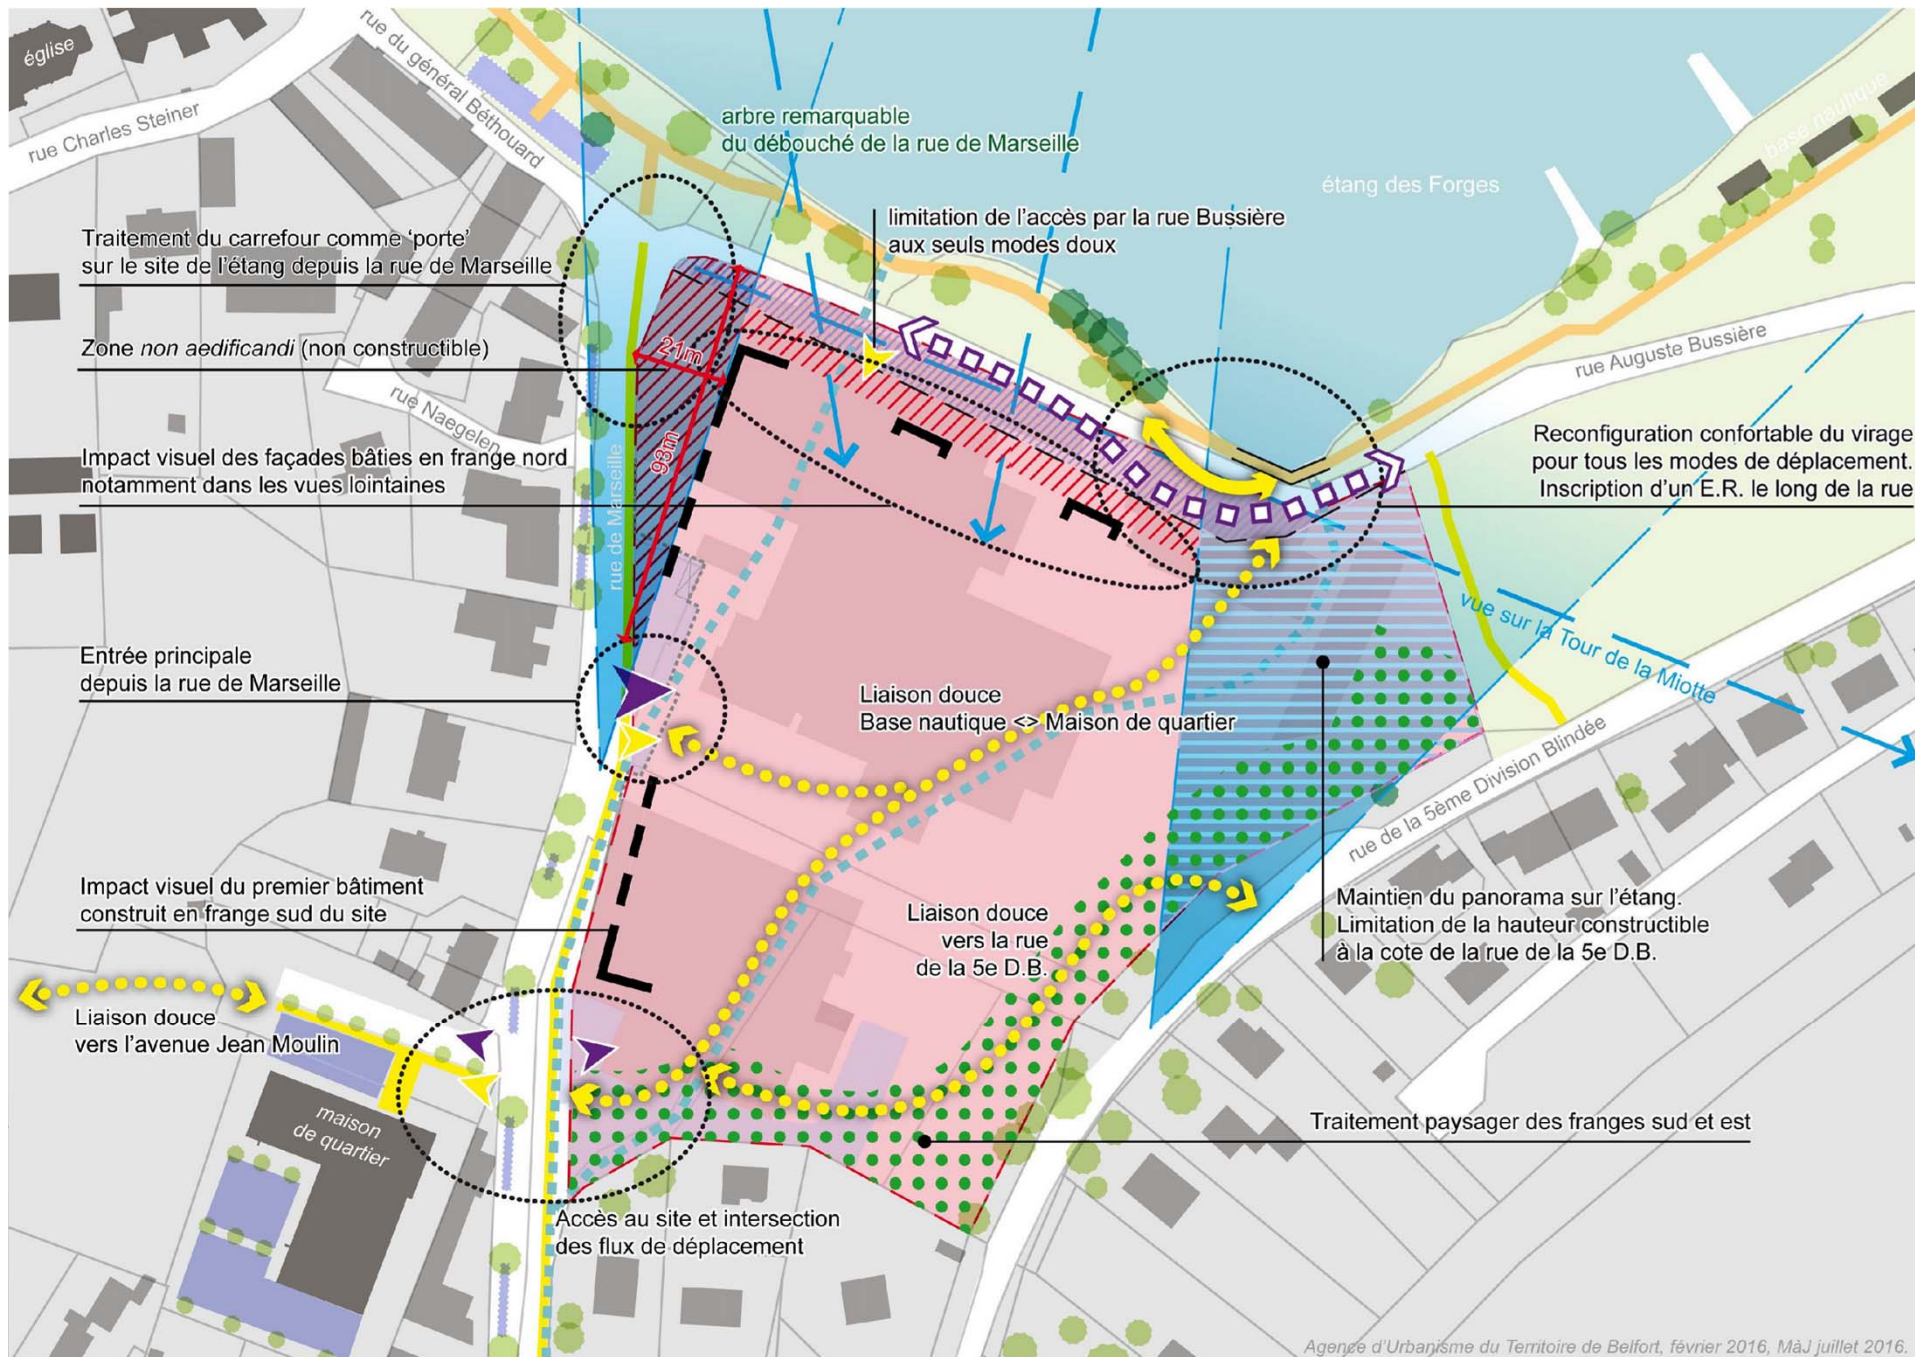 église
rue du général Béthouard
rue Charles Steiner
arbre remarquable
du débouché de la rue de Marseille
étang des Forges
base nautique
limitation de l'accès par la rue Bussière
aux seuls modes doux
Traitement du carrefour comme 'porte'
sur le site de l'étang depuis la rue de Marseille
Zone non aedificandi (non constructible)
21m
93m
rue Naegelen
rue Auguste Bussière
Impact visuel des façades bâties en frange nord
notamment dans les vues lointaines
rue de Marseille
Reconfiguration confortable du virage
pour tous les modes de déplacement.
Inscription d'un E.R. le long de la rue
vue sur la Tour de la Miotte
Entrée principale
depuis la rue de Marseille
Liaison douce
Base nautique <> Maison de quartier
rue de la 5ème Division Blindée
Impact visuel du premier bâtiment
construit en frange sud du site
Liaison douce
vers la rue
de la 5e D.B.
Maintien du panorama sur l'étang.
Limitation de la hauteur constructible
à la cote de la rue de la 5e D.B.
Liaison douce
vers l'avenue Jean Moulin
maison
de quartier
Traitement paysager des franges sud et est
Accès au site et intersection
des flux de déplacement
Agence d'Urbanisme du Territoire de Belfort, février 2016, MàJ juillet 2016.